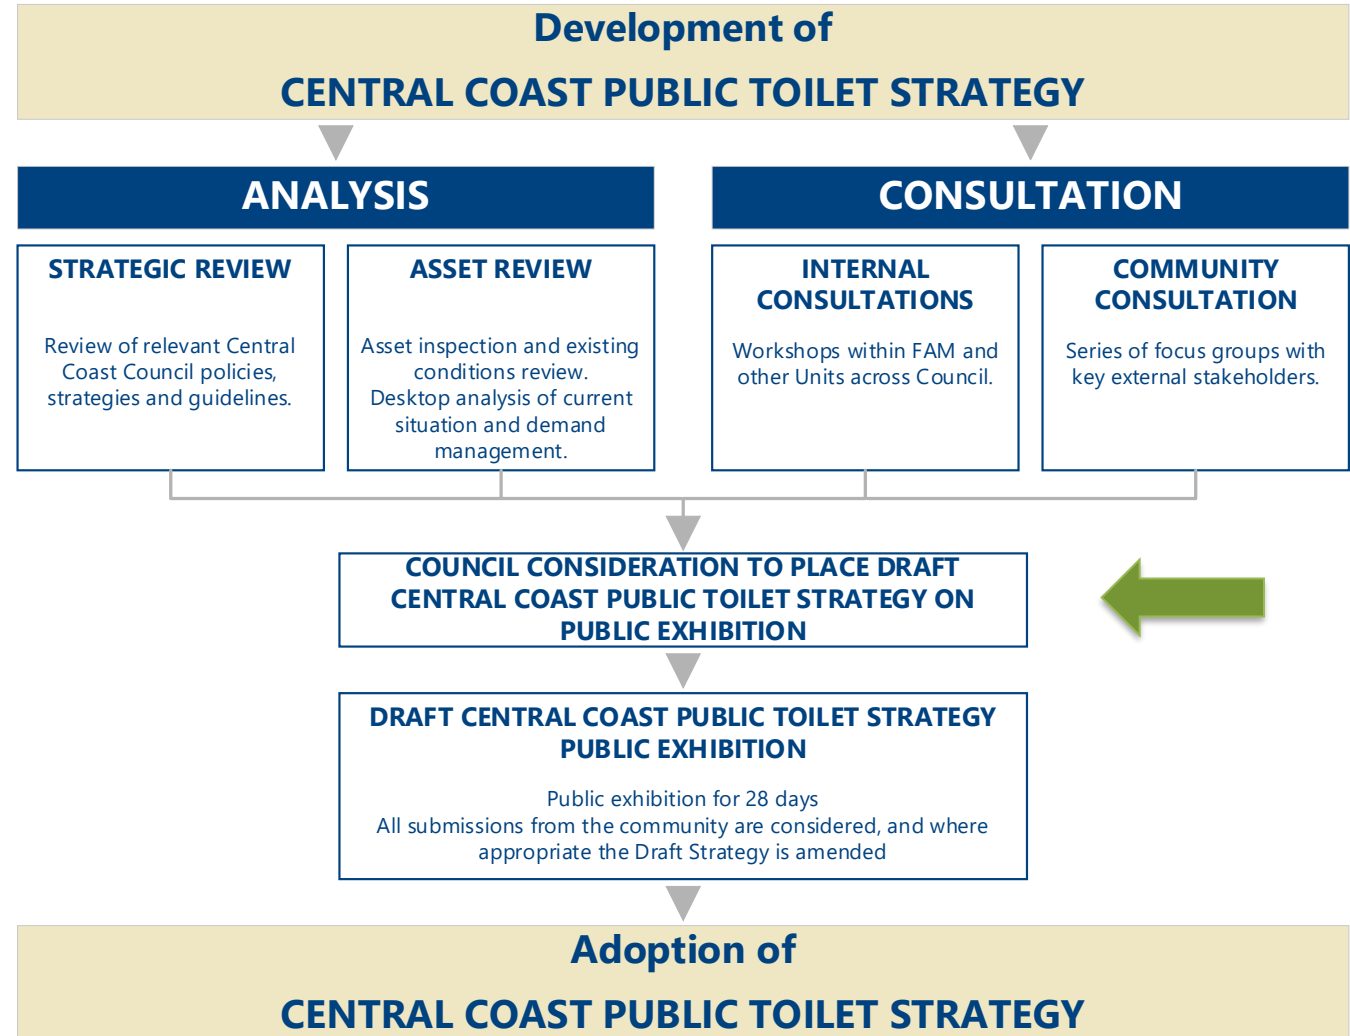 Development of
CENTRAL COAST PUBLIC TOILET STRATEGY
ANALYSIS
CONSULTATION
STRATEGIC REVIEW
Review of relevant Central
Coast Council policies,
strategies and guidelines.
ASSET REVIEW
Asset inspection and existing
conditions review.
Desktop analysis of current
situation and demand
management.
INTERNAL
CONSULTATIONS
Workshops within FAM and
other Units across Council.
COMMUNITY
CONSULTATION
Series of focus groups with
key external stakeholders.
COUNCIL CONSIDERATION TO PLACE DRAFT
CENTRAL COAST PUBLIC TOILET STRATEGY ON
PUBLIC EXHIBITION
DRAFT CENTRAL COAST PUBLIC TOILET STRATEGY
PUBLIC EXHIBITION
Public exhibition for 28 days
All submissions from the community are considered, and where
appropriate the Draft Strategy is amended
Adoption of
CENTRAL COAST PUBLIC TOILET STRATEGY